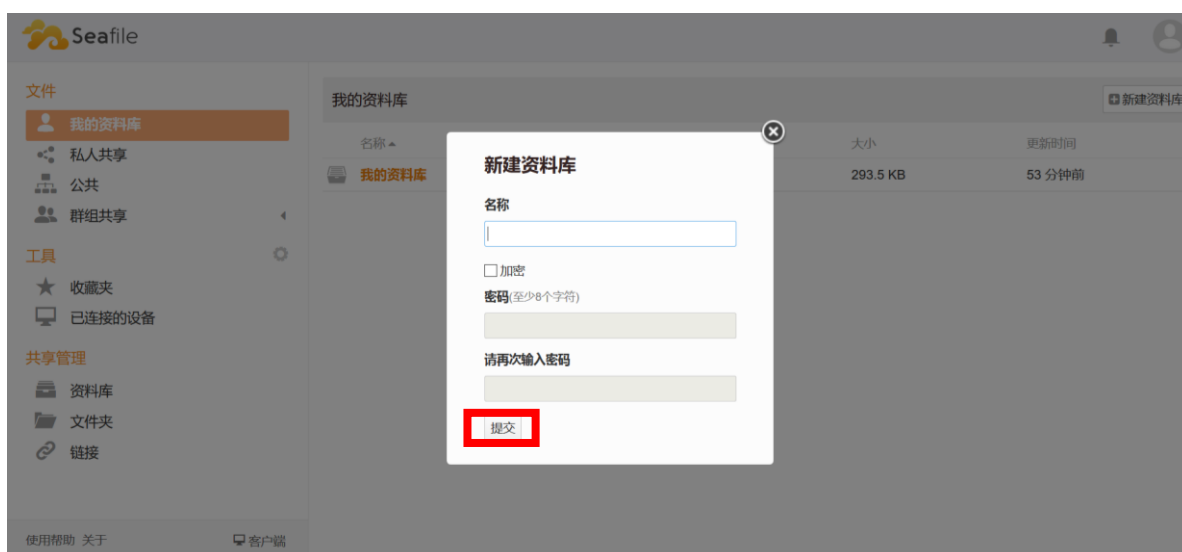 Seafile
文件
我的资料库
私人共享
公共
群组共享
工具
收藏夹
已连接的设备
共享管理
资料库
文件夹
链接
使用帮助 关于 客户端
我的资料库 新建资料库
名称 大小 更新时间
我的资料库 293.5 KB 53 分钟前
新建资料库
名称
加密
密码(至少8个字符)
请再次输入密码
提交